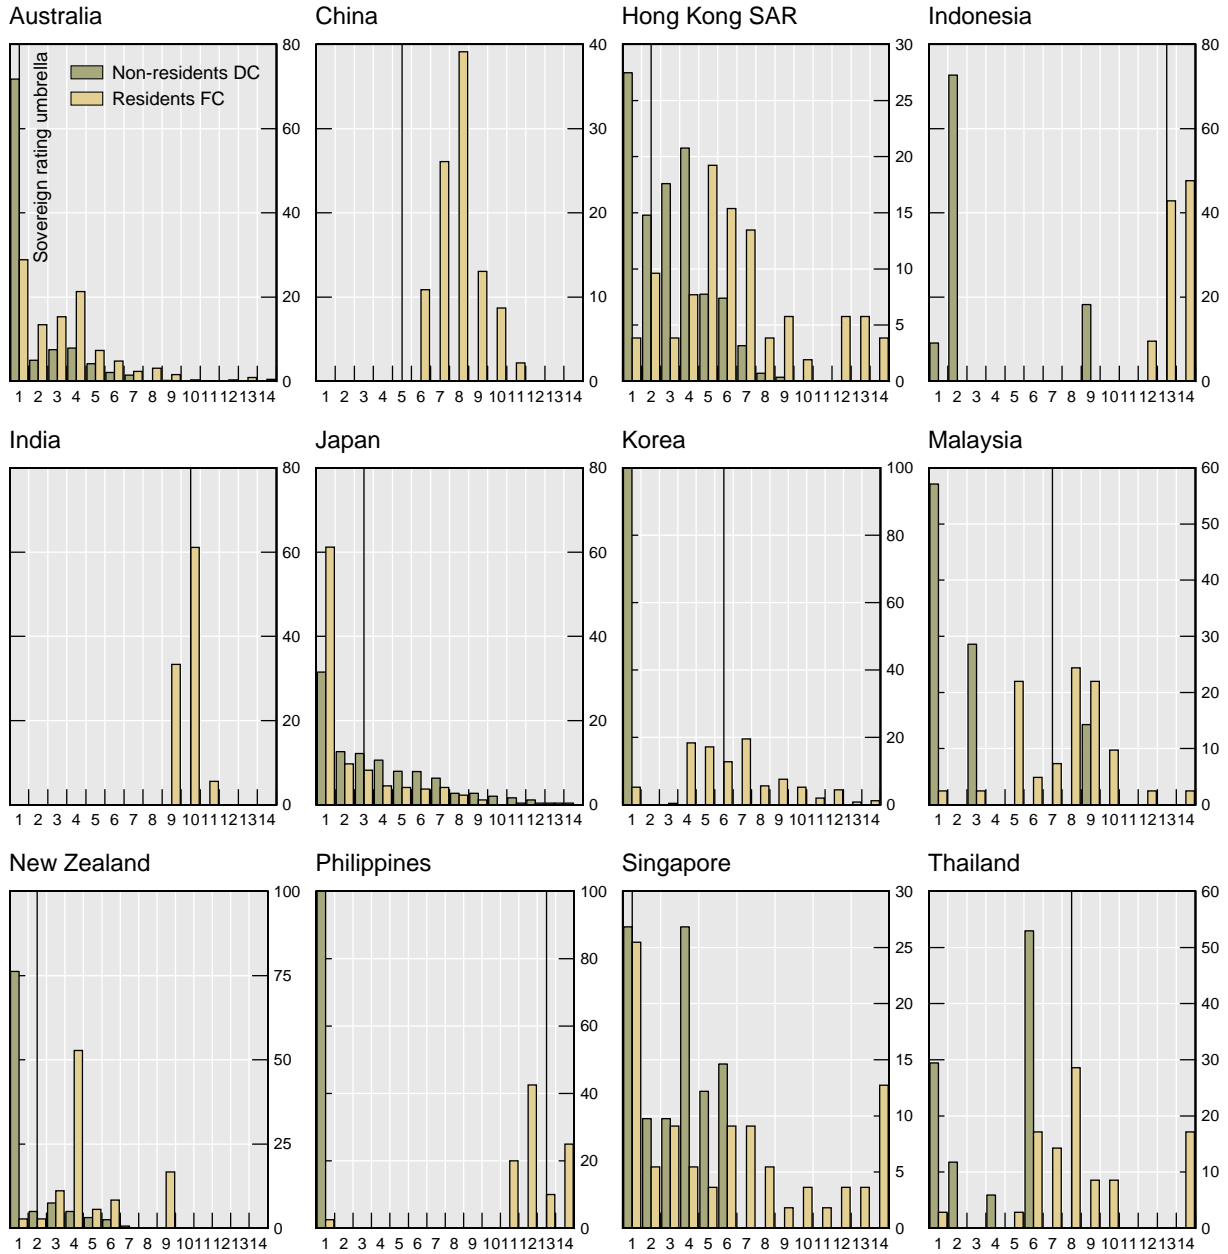 Australia
China
Hong Kong SAR
Indonesia
Sovereign rating umbrella
Non-residents DC
Residents FC
80
60
40
20
0
40
30
20
10
0
30
25
20
15
10
5
0
80
60
40
20
0
1 2 3 4 5 6 7 8 9 10 11 12 13 14
1 2 3 4 5 6 7 8 9 10 11 12 13 14
1 2 3 4 5 6 7 8 9 10 11 12 13 14
1 2 3 4 5 6 7 8 9 10 11 12 13 14
India
Japan
Korea
Malaysia
80
60
40
20
0
80
60
40
20
0
100
80
60
40
20
0
60
50
40
30
20
10
0
1 2 3 4 5 6 7 8 9 10 11 12 13 14
1 2 3 4 5 6 7 8 9 10 11 12 13 14
1 2 3 4 5 6 7 8 9 10 11 12 13 14
1 2 3 4 5 6 7 8 9 10 11 12 13 14
New Zealand
Philippines
Singapore
Thailand
100
75
50
25
0
100
80
60
40
20
0
30
25
20
15
10
5
0
60
50
40
30
20
10
0
1 2 3 4 5 6 7 8 9 10 11 12 13 14
1 2 3 4 5 6 7 8 9 10 11 12 13 14
1 2 3 4 5 6 7 8 9 10 11 12 13 14
1 2 3 4 5 6 7 8 9 10 11 12 13 14